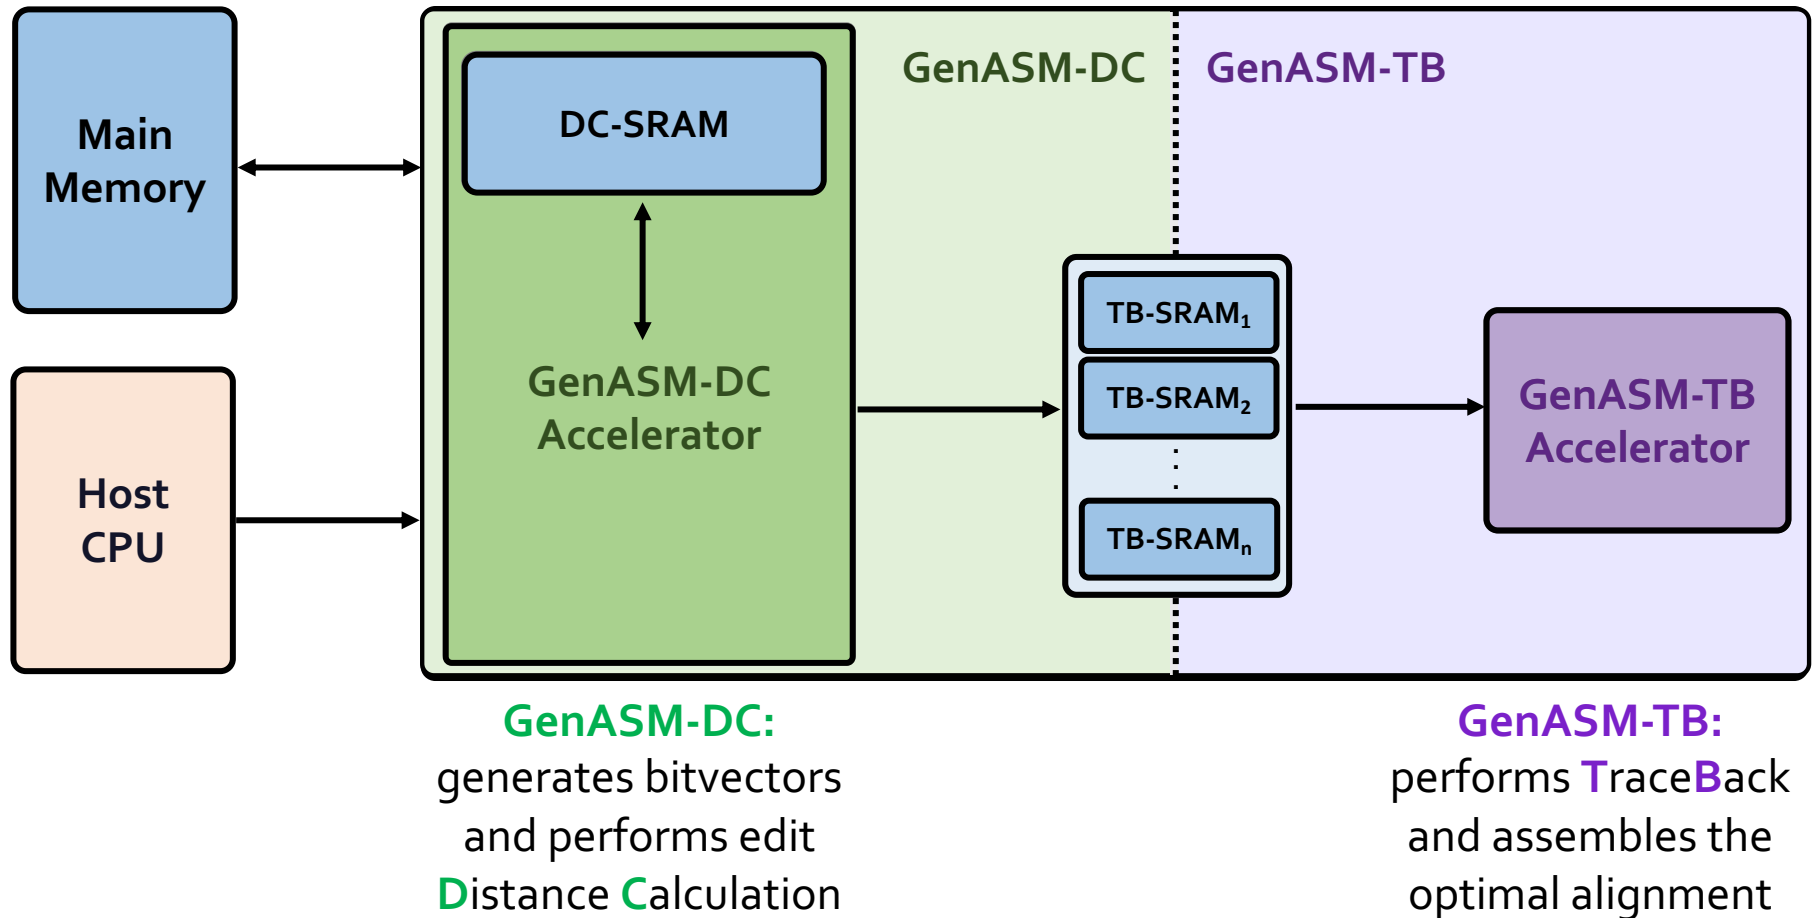 Main
Memory
Host
CPU
DC-SRAM
GenASM-DC
Accelerator
GenASM-DC
GenASM-TB
TB-SRAM₁
TB-SRAM₂
⋮
TB-SRAMₙ
GenASM-TB
Accelerator
GenASM-DC:
generates bitvectors
and performs edit
Distance Calculation
GenASM-TB:
performs TraceBack
and assembles the
optimal alignment